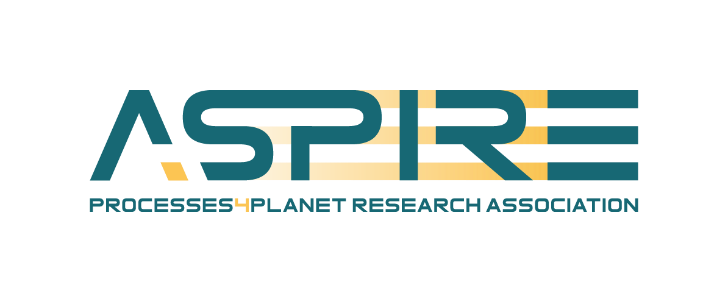 ASPIRE
PROCESSES4PLANET RESEARCH ASSOCIATION